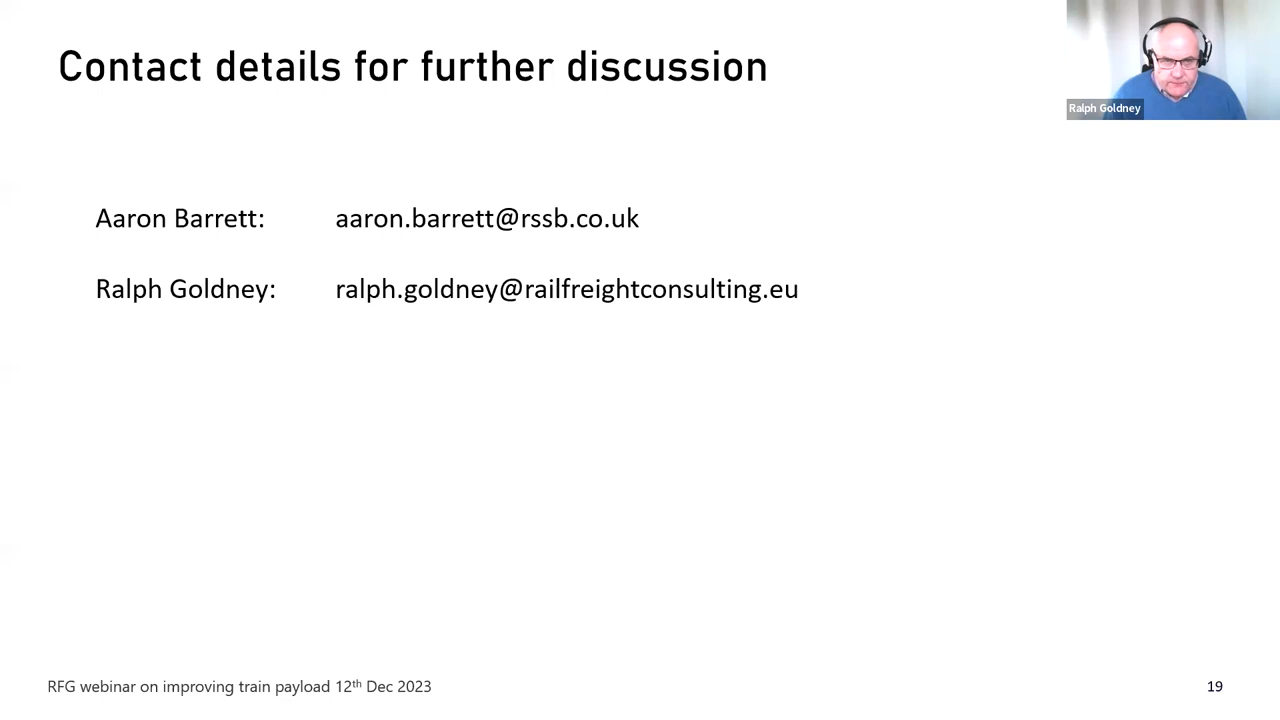 Contact details for further discussion
Ralph Goldney
Aaron Barrett: aaron.barrett@rssb.co.uk
Ralph Goldney: ralph.goldney@railfreightconsulting.eu
RFG webinar on improving train payload 12th Dec 2023 19